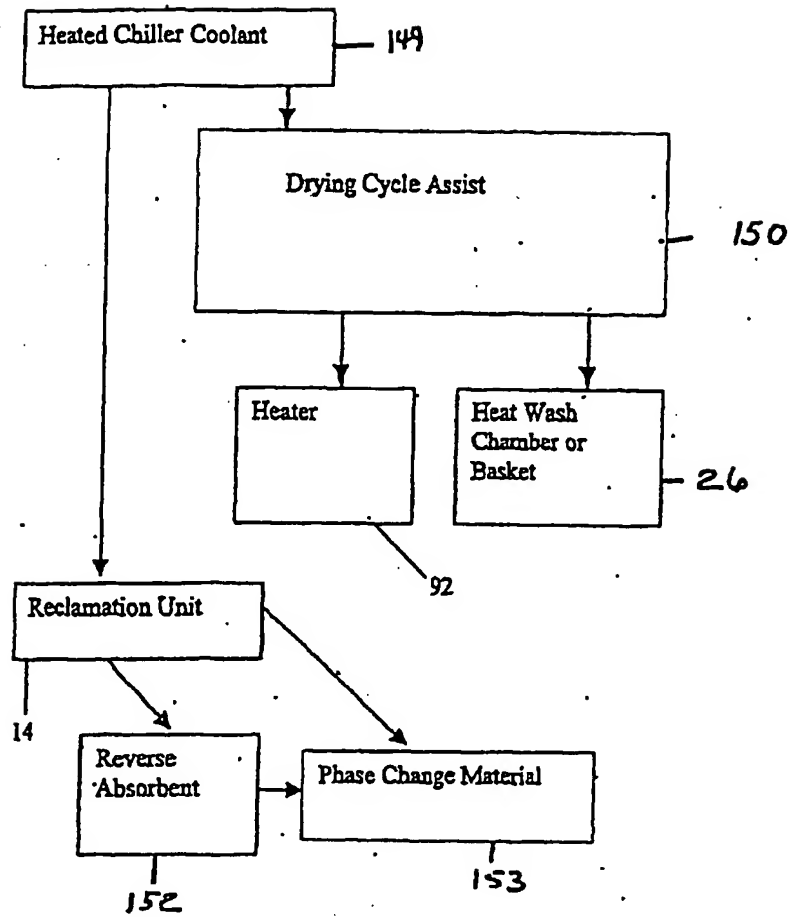 Heated Chiller Coolant
149
Drying Cycle Assist
150
Heater
92
Heat Wash
Chamber or
Basket
26
Reclamation Unit
14
Reverse
Absorbent
152
Phase Change Material
153